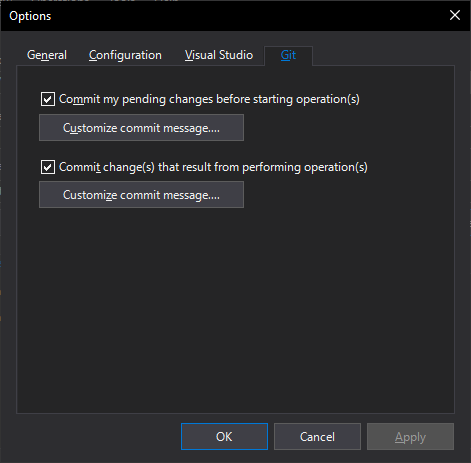 Options
General Configuration Visual Studio Git
Commit my pending changes before starting operation(s)
Customize commit message....
Commit change(s) that result from performing operation(s)
Customize commit message....
OK Cancel Apply